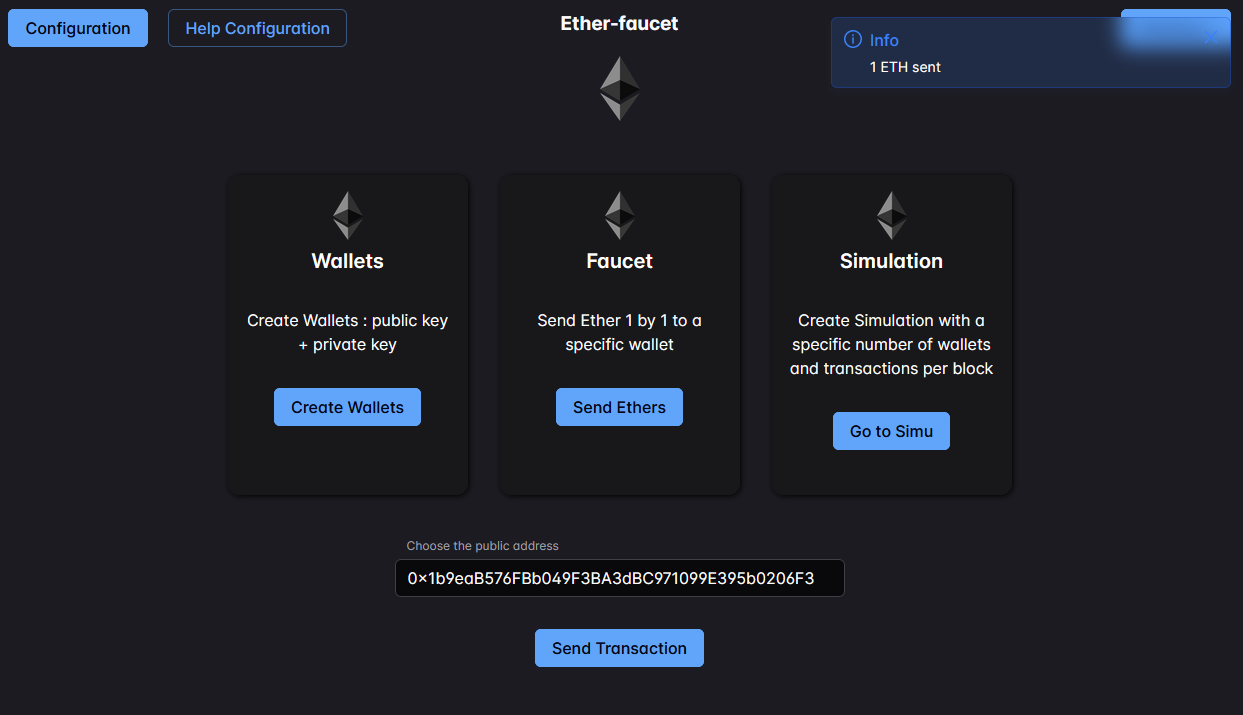 Configuration
Help Configuration
Ether-faucet
Info
1 ETH sent
Wallets
Create Wallets : public key
+ private key
Create Wallets
Faucet
Send Ether 1 by 1 to a
specific wallet
Send Ethers
Simulation
Create Simulation with a
specific number of wallets
and transactions per block
Go to Simu
Choose the public address
0x1b9eaB576FBb049F3BA3dBC971099E395b0206F3
Send Transaction